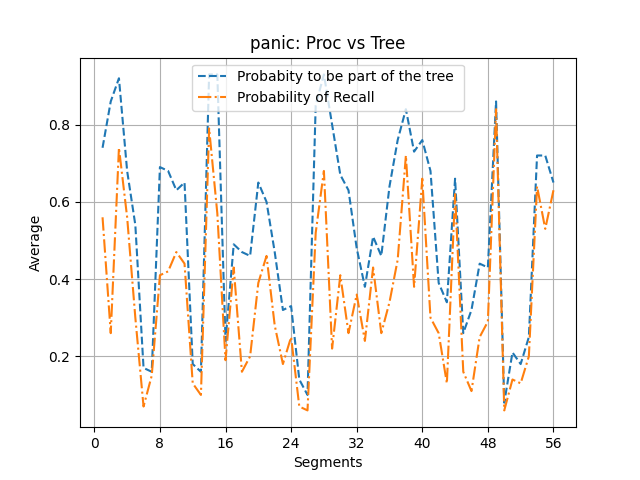 panic: Proc vs Tree
Probabity to be part of the tree
Probability of Recall
Average
0.8
0.6
0.4
0.2
0 8 16 24 32 40 48 56
Segments